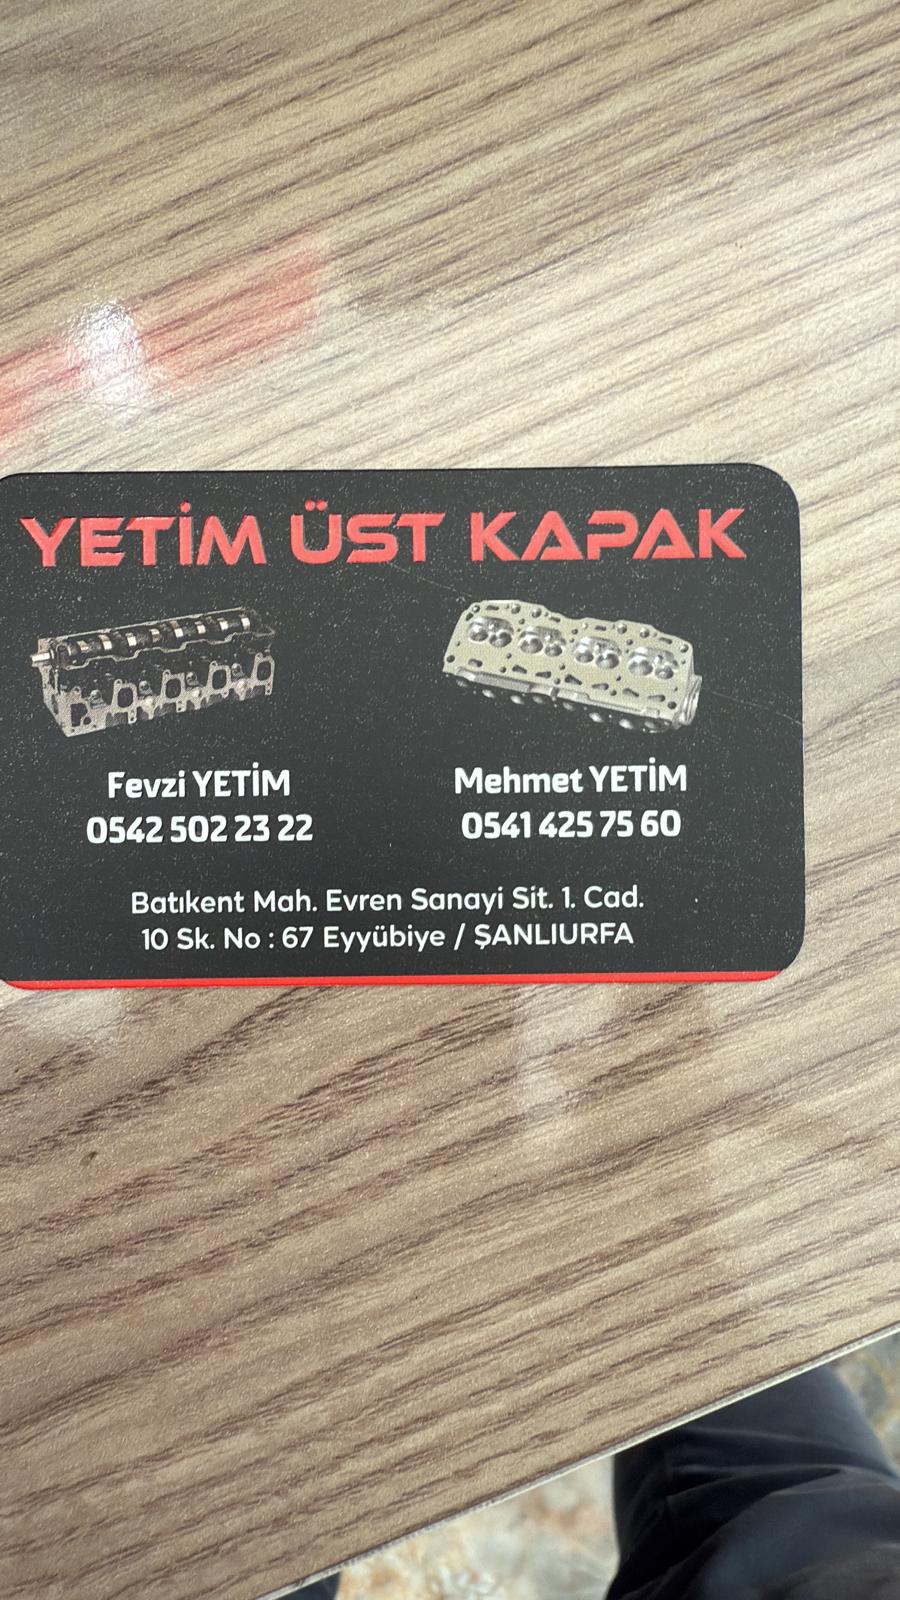 YETİM ÜST KAPAK
Fevzi YETİM
0542 502 23 22
Mehmet YETİM
0541 425 75 60
Batıkent Mah. Evren Sanayi Sit. 1. Cad.
10 Sk. No : 67 Eyyübiye / ŞANLIURFA